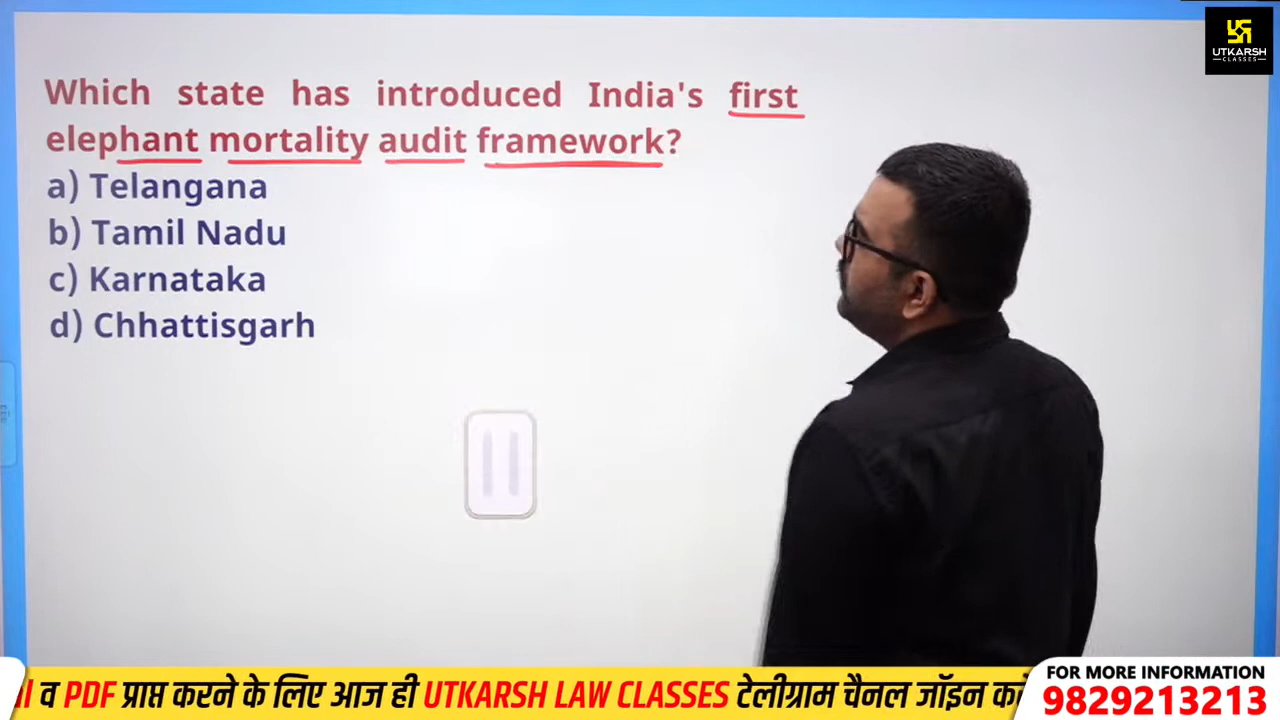 UTKARSH
CLASSES
Which state has introduced India's first
elephant mortality audit framework?
a) Telangana
b) Tamil Nadu
c) Karnataka
d) Chhattisgarh
व PDF प्राप्त करने के लिए आज ही UTKARSH LAW CLASSES टेलीग्राम चैनल जॉइन
FOR MORE INFORMATION
9829213213